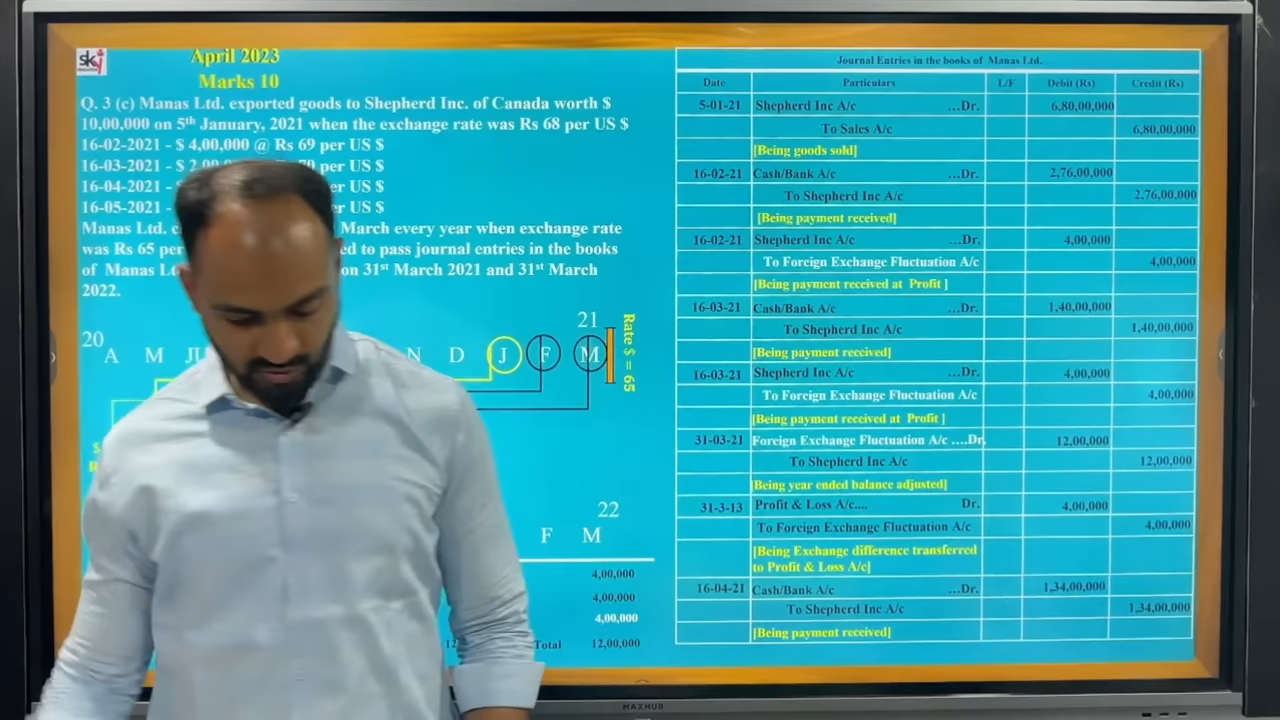 sky
April 2023
Marks 10
Q. 3 (c) Manas Ltd. exported goods to Shepherd Inc. of Canada worth $
10,00,000 on 5th January, 2021 when the exchange rate was Rs 68 per US $
16-02-2021 - $ 4,00,000 @ Rs 69 per US $
16-03-2021 - $ per US $
16-04-2021 - US $
16-05-2021 - US $
Manas Ltd. March every year when exchange rate
was Rs 65 per to pass journal entries in the books
of Manas on 31st March 2021 and 31st March
2022.
20
21
A M N D J F M
Rate $ = 65
22
F M
4,00,000
4,00,000
4,00,000
Total 12,00,000
Journal Entries in the books of Manas Ltd.
Date Particulars L/F Debit (Rs) Credit (Rs)
5-01-21 Shepherd Inc A/c ...Dr. 6,80,00,000
To Sales A/c 6,80,00,000
[Being goods sold]
16-02-21 Cash/Bank A/c ...Dr. 2,76,00,000
To Shepherd Inc A/c 2,76,00,000
[Being payment received]
16-02-21 Shepherd Inc A/c ...Dr. 4,00,000
To Foreign Exchange Fluctuation A/c 4,00,000
[Being payment received at Profit ]
16-03-21 Cash/Bank A/c ...Dr. 1,40,00,000
To Shepherd Inc A/c 1,40,00,000
[Being payment received]
16-03-21 Shepherd Inc A/c ...Dr. 4,00,000
To Foreign Exchange Fluctuation A/c 4,00,000
[Being payment received at Profit ]
31-03-21 Foreign Exchange Fluctuation A/c ....Dr. 12,00,000
To Shepherd Inc A/c 12,00,000
[Being year ended balance adjusted]
31-3-13 Profit & Loss A/c.... Dr. 4,00,000
To Foreign Exchange Fluctuation A/c 4,00,000
[Being Exchange difference transferred
to Profit & Loss A/c]
16-04-21 Cash/Bank A/c ...Dr. 1,34,00,000
To Shepherd Inc A/c 1,34,00,000
[Being payment received]
MAXHUB